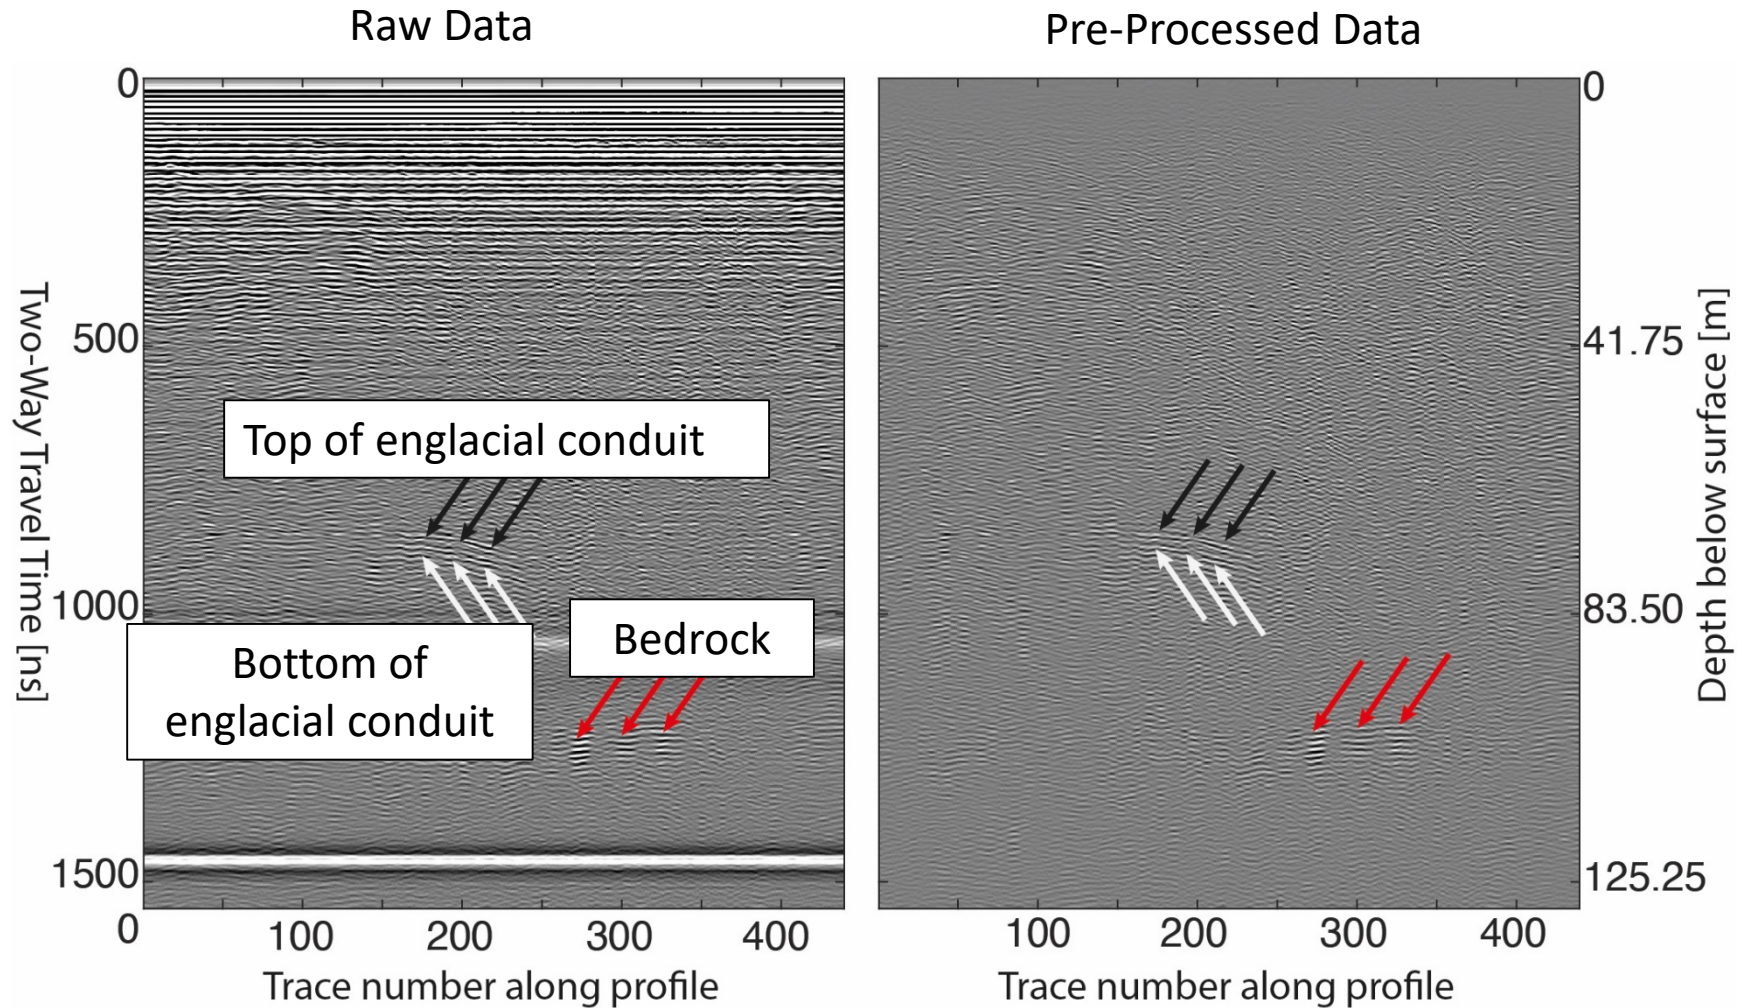 Raw Data
Pre-Processed Data
0
500
1000
1500
Two-Way Travel Time [ns]
Top of englacial conduit
Bottom of
englacial conduit
Bedrock
0
100
200
300
400
Trace number along profile
0
41.75
83.50
125.25
Depth below surface [m]
100
200
300
400
Trace number along profile